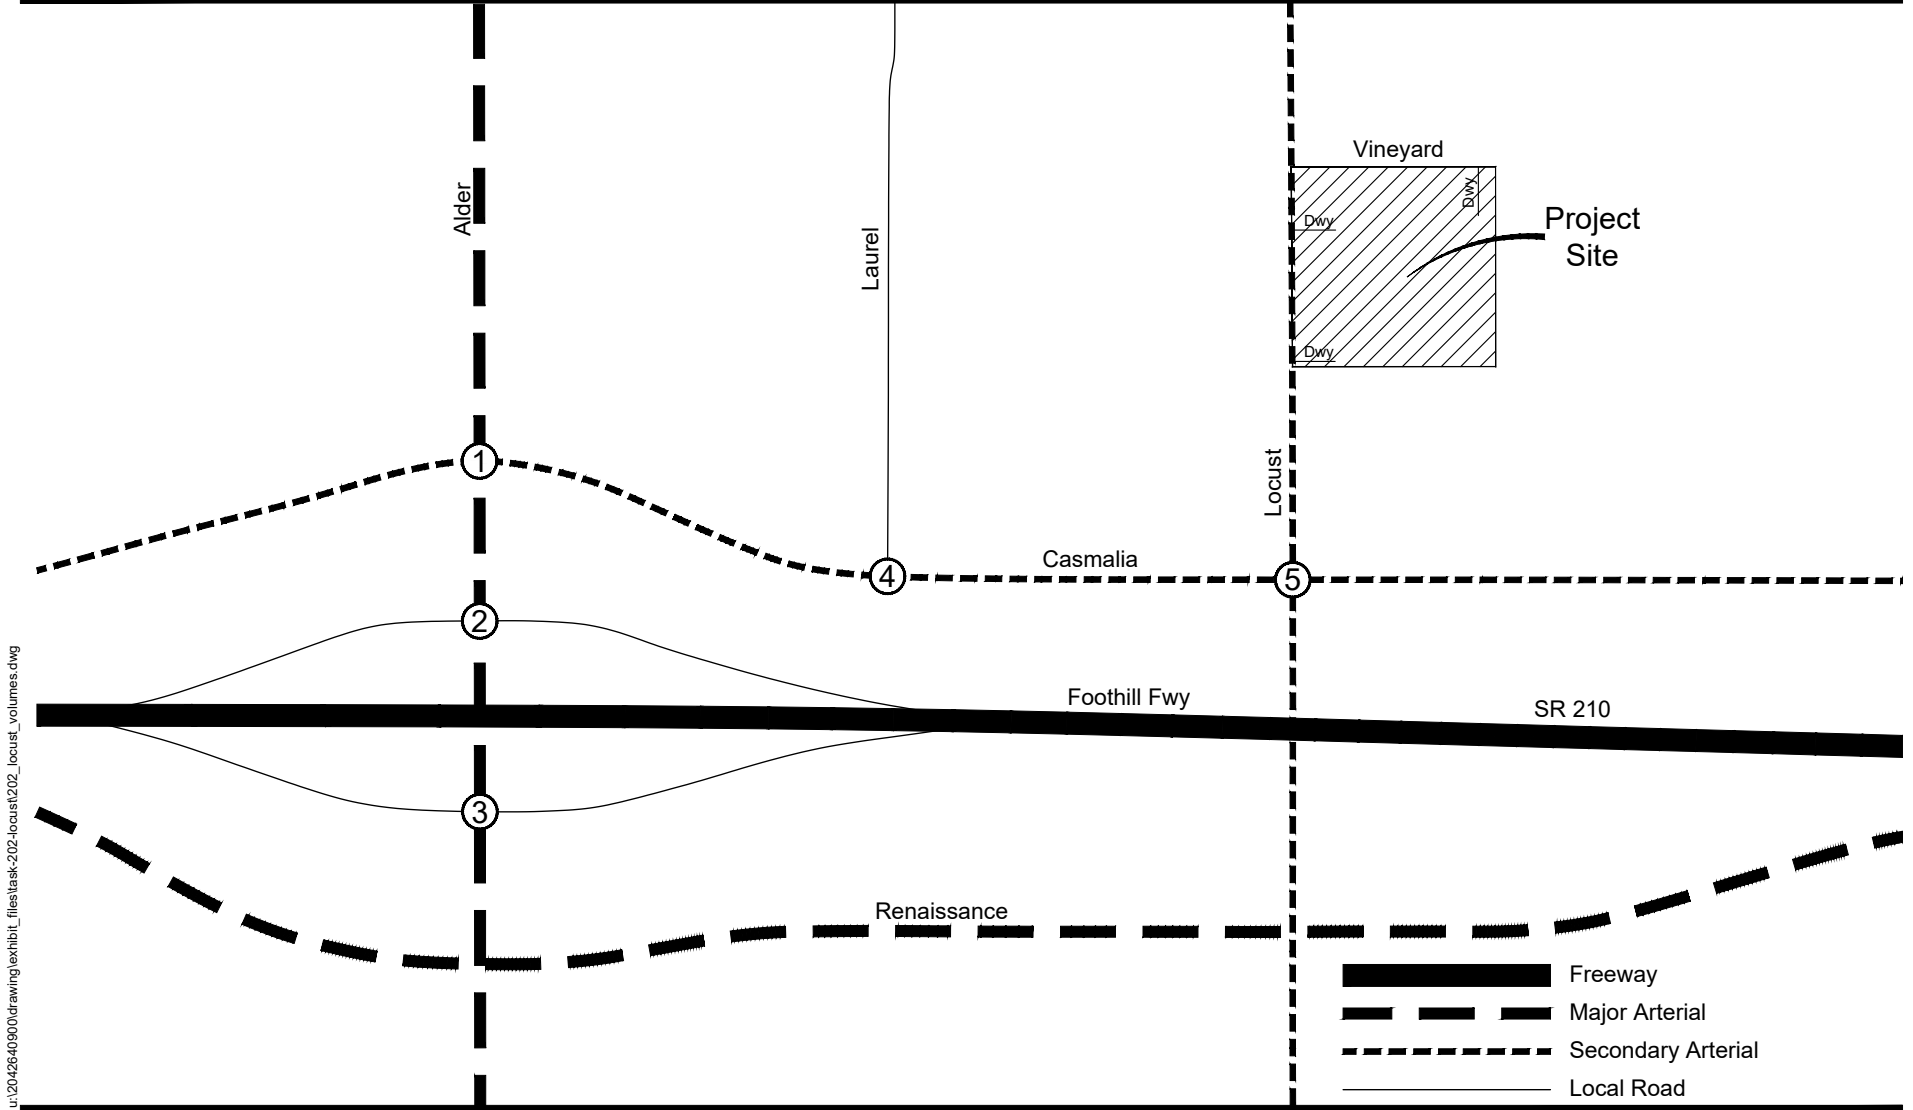 Vineyard
Dwy
Dwy
Dwy
Project
Site
Alder
Laurel
Locust
1
4
5
Casmalia
2
Foothill Fwy
SR 210
3
Renaissance
Freeway
Major Arterial
Secondary Arterial
Local Road
u:\2042640900\drawing\exhibit_files\task-202-locust\202_locust_volumes.dwg